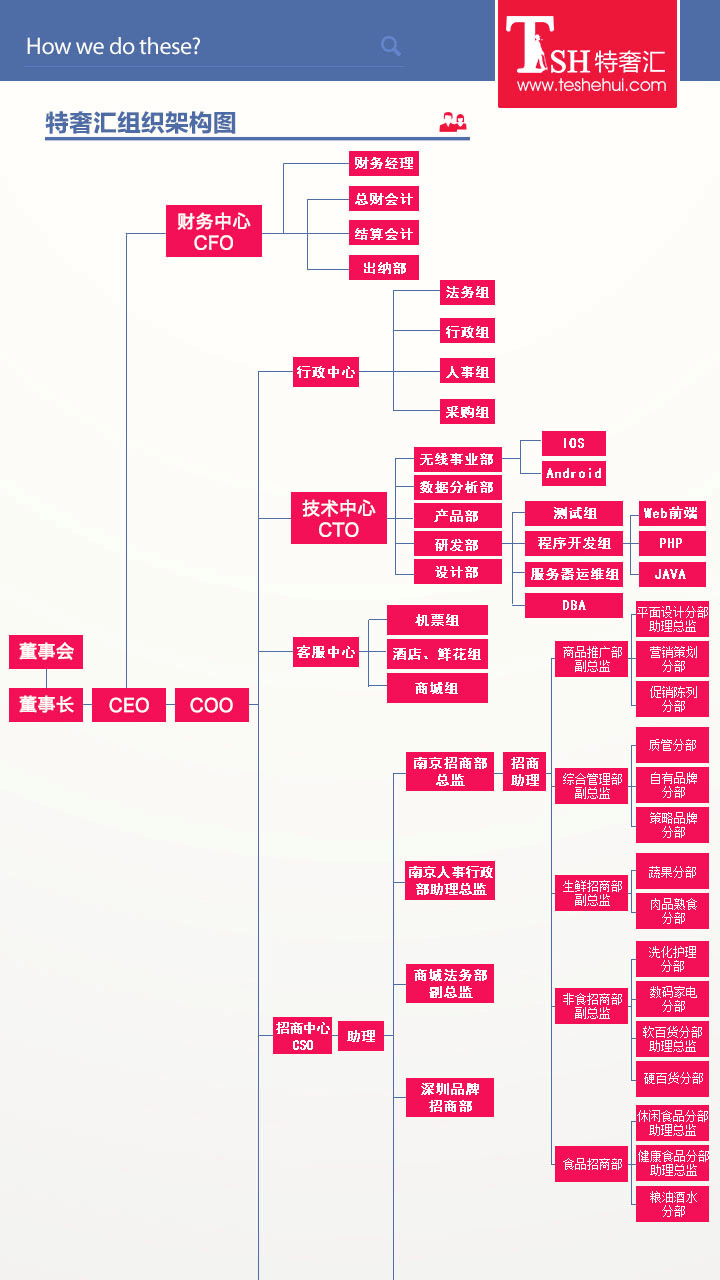 How we do these?
TSH 特奢汇
www.teshehui.com
特奢汇组织架构图
财务中心
CFO
财务经理
总财会计
结算会计
出纳部
行政中心
法务组
行政组
人事组
采购组
技术中心
CTO
无线事业部
IOS
Android
数据分析部
产品部
研发部
测试组
程序开发组
Web前端
PHP
JAVA
服务器运维组
DBA
设计部
客服中心
机票组
酒店、鲜花组
商城组
董事会
董事长
CEO
COO
招商中心
CSO
助理
南京招商部
总监
招商
助理
商品推广部
副总监
平面设计分部
助理总监
营销策划
分部
促销陈列
分部
综合管理部
副总监
质管分部
自有品牌
分部
策略品牌
分部
生鲜招商部
副总监
蔬果分部
肉品熟食
分部
非食招商部
副总监
洗化护理
分部
数码家电
分部
软百货分部
助理总监
硬百货分部
食品招商部
休闲食品分部
助理总监
健康食品分部
助理总监
粮油酒水
分部
南京人事行政
部助理总监
商城法务部
副总监
深圳品牌
招商部